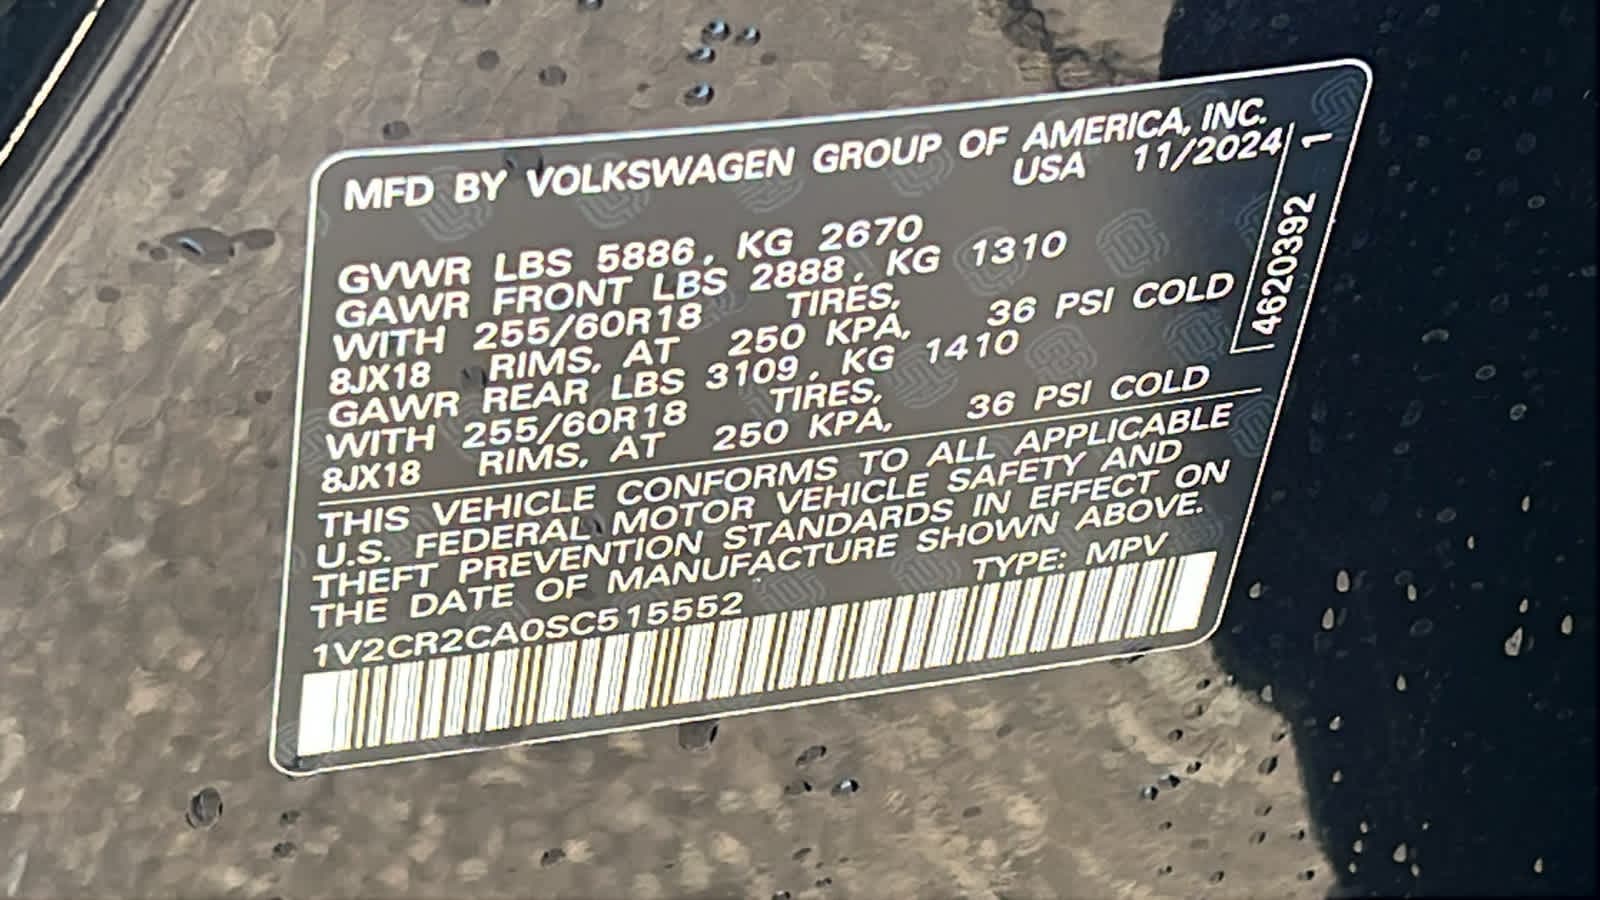 MFD BY VOLKSWAGEN GROUP OF AMERICA, INC.
USA 11/2024
GVWR LBS 5886, KG 2670
GAWR FRONT LBS 2888, KG 1310
WITH 255/60R18 TIRES,
8JX18 RIMS, AT 250 KPA, 36 PSI COLD
GAWR REAR LBS 3109, KG 1410
WITH 255/60R18 TIRES,
8JX18 RIMS, AT 250 KPA, 36 PSI COLD
THIS VEHICLE CONFORMS TO ALL APPLICABLE
U.S. FEDERAL MOTOR VEHICLE SAFETY AND
THEFT PREVENTION STANDARDS IN EFFECT ON
THE DATE OF MANUFACTURE SHOWN ABOVE.
1V2CR2CA0SC515552 TYPE: MPV
4620392 1